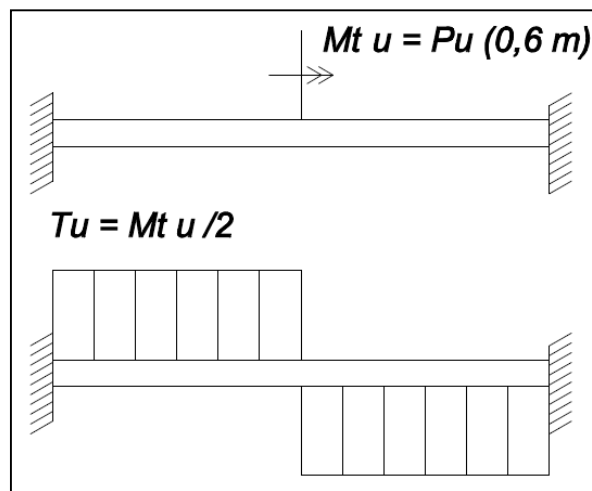 Mt u = Pu (0,6 m)
Tu = Mt u /2